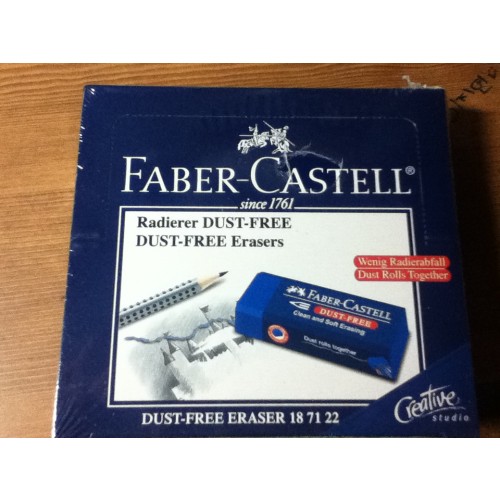 FABER-CASTELL®
since 1761
Radierer DUST-FREE
DUST-FREE Erasers
Wenig Radierabfall
Dust Rolls Together
FABER-CASTELL
DUST-FREE
Clean and Soft Erasing
Dust rolls together
DUST-FREE ERASER 18 71 22
Creative
studio